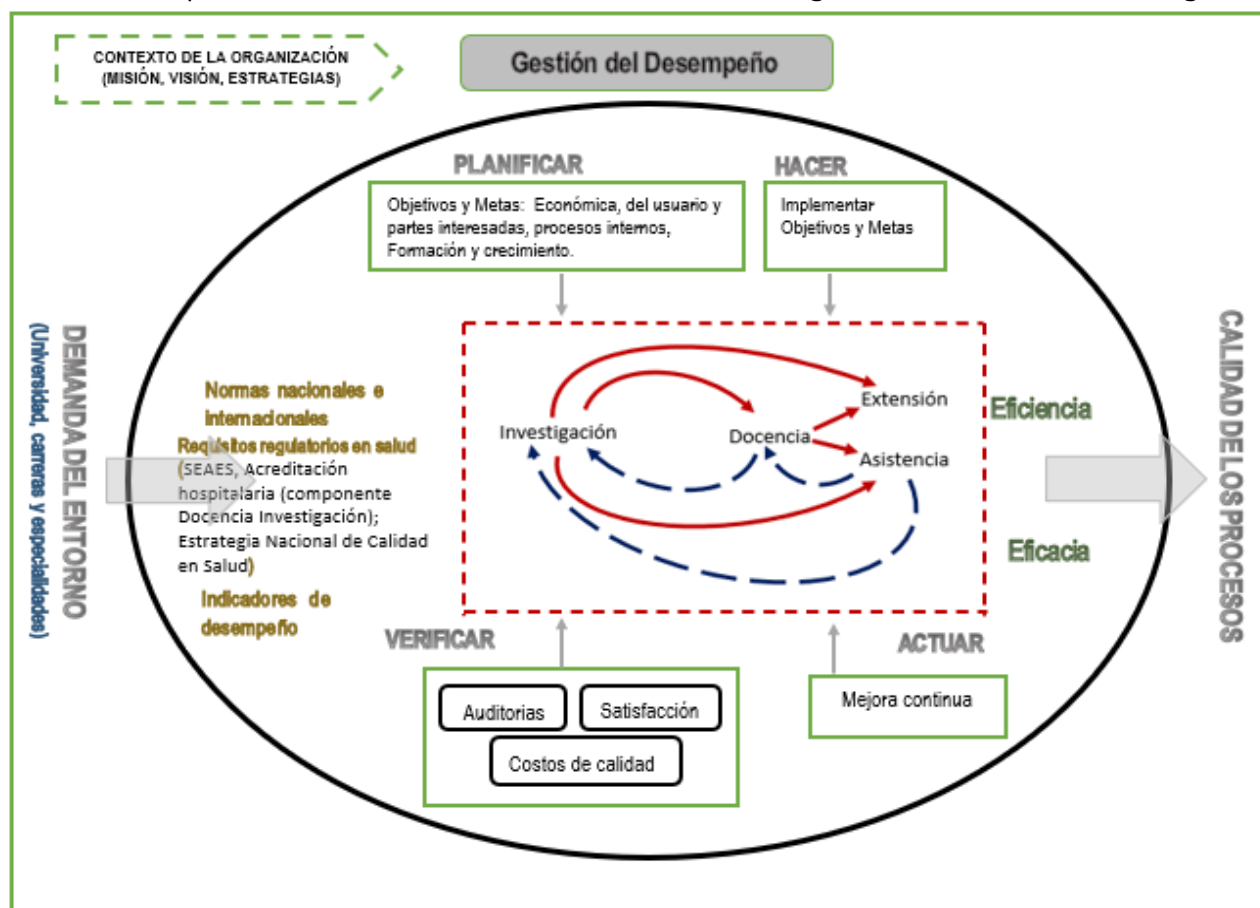 CONTEXTO DE LA ORGANIZACIÓN
(MISIÓN, VISIÓN, ESTRATEGIAS)
Gestión del Desempeño
PLANIFICAR
HACER
Objetivos y Metas: Económica, del usuario y
partes interesadas, procesos internos,
Formación y crecimiento.
Implementar
Objetivos y Metas
DEMANDA DEL ENTORNO
(Universidad, carreras y especialidades)
Normas nacionales e
internacionales
Requisitos regulatorios en salud
(SEAES, Acreditación
hospitalaria (componente
Docencia Investigación);
Estrategia Nacional de Calidad
en Salud)
Indicadores de
desempeño
Investigación
Docencia
Extensión
Asistencia
Eficiencia
Eficacia
CALIDAD DE LOS PROCESOS
VERIFICAR
ACTUAR
Auditorias
Satisfacción
Costos de calidad
Mejora continua